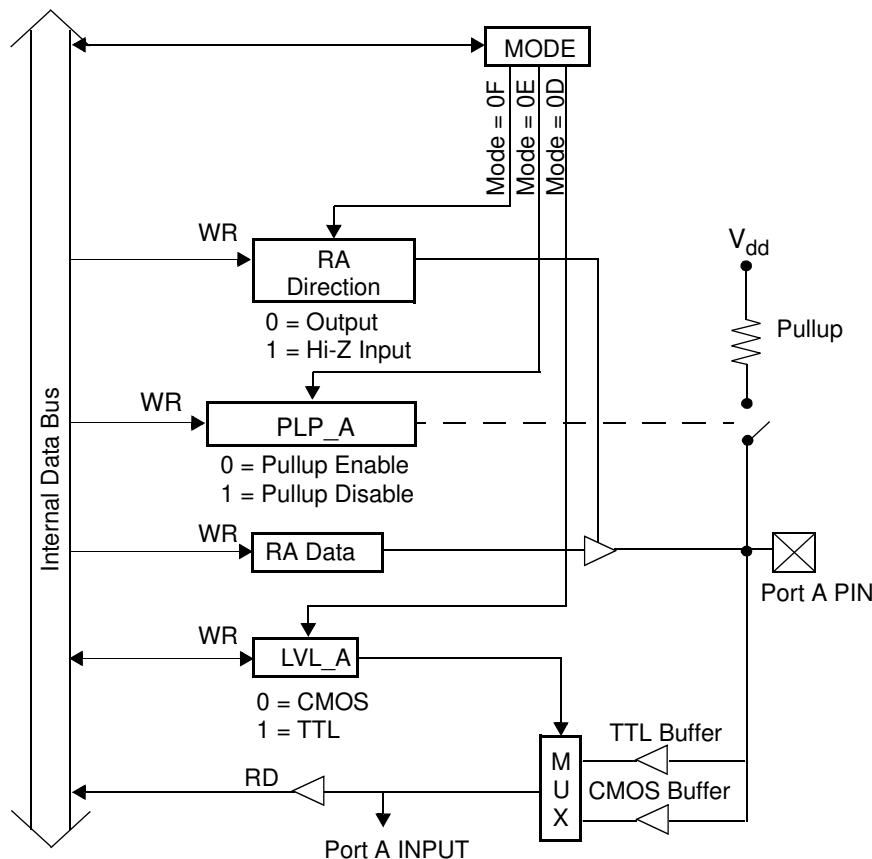 MODE
Mode = 0F
Mode = 0E
Mode = 0D
WR
RA
Direction
0 = Output
1 = Hi-Z Input
Vdd
Pullup
WR
PLP_A
0 = Pullup Enable
1 = Pullup Disable
Internal Data Bus
WR
RA Data
Port A PIN
WR
LVL_A
0 = CMOS
1 = TTL
RD
MUX
TTL Buffer
CMOS Buffer
Port A INPUT